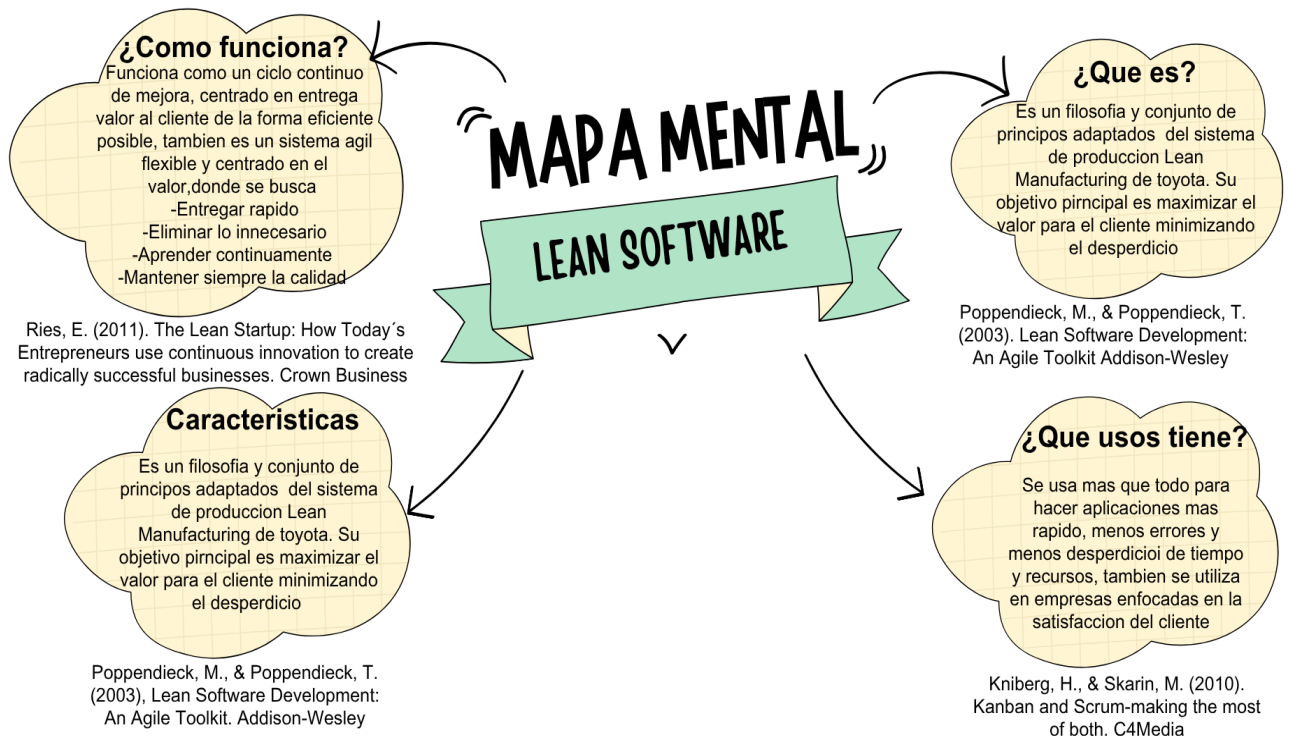 MAPA MENTAL
LEAN SOFTWARE
¿Como funciona?
Funciona como un ciclo continuo
de mejora, centrado en entrega
valor al cliente de la forma eficiente
posible, tambien es un sistema agil
flexible y centrado en el
valor,donde se busca
-Entregar rapido
-Eliminar lo innecesario
-Aprender continuamente
-Mantener siempre la calidad
Ries, E. (2011). The Lean Startup: How Today´s
Entrepreneurs use continuous innovation to create
radically successful businesses. Crown Business
¿Que es?
Es un filosofia y conjunto de
principos adaptados del sistema
de produccion Lean
Manufacturing de toyota. Su
objetivo pirncipal es maximizar el
valor para el cliente minimizando
el desperdicio
Poppendieck, M., & Poppendieck, T.
(2003). Lean Software Development:
An Agile Toolkit Addison-Wesley
Caracteristicas
Es un filosofia y conjunto de
principos adaptados del sistema
de produccion Lean
Manufacturing de toyota. Su
objetivo pirncipal es maximizar el
valor para el cliente minimizando
el desperdicio
Poppendieck, M., & Poppendieck, T.
(2003), Lean Software Development:
An Agile Toolkit. Addison-Wesley
¿Que usos tiene?
Se usa mas que todo para
hacer aplicaciones mas
rapido, menos errores y
menos desperdicioi de tiempo
y recursos, tambien se utiliza
en empresas enfocadas en la
satisfaccion del cliente
Kniberg, H., & Skarin, M. (2010).
Kanban and Scrum-making the most
of both. C4Media